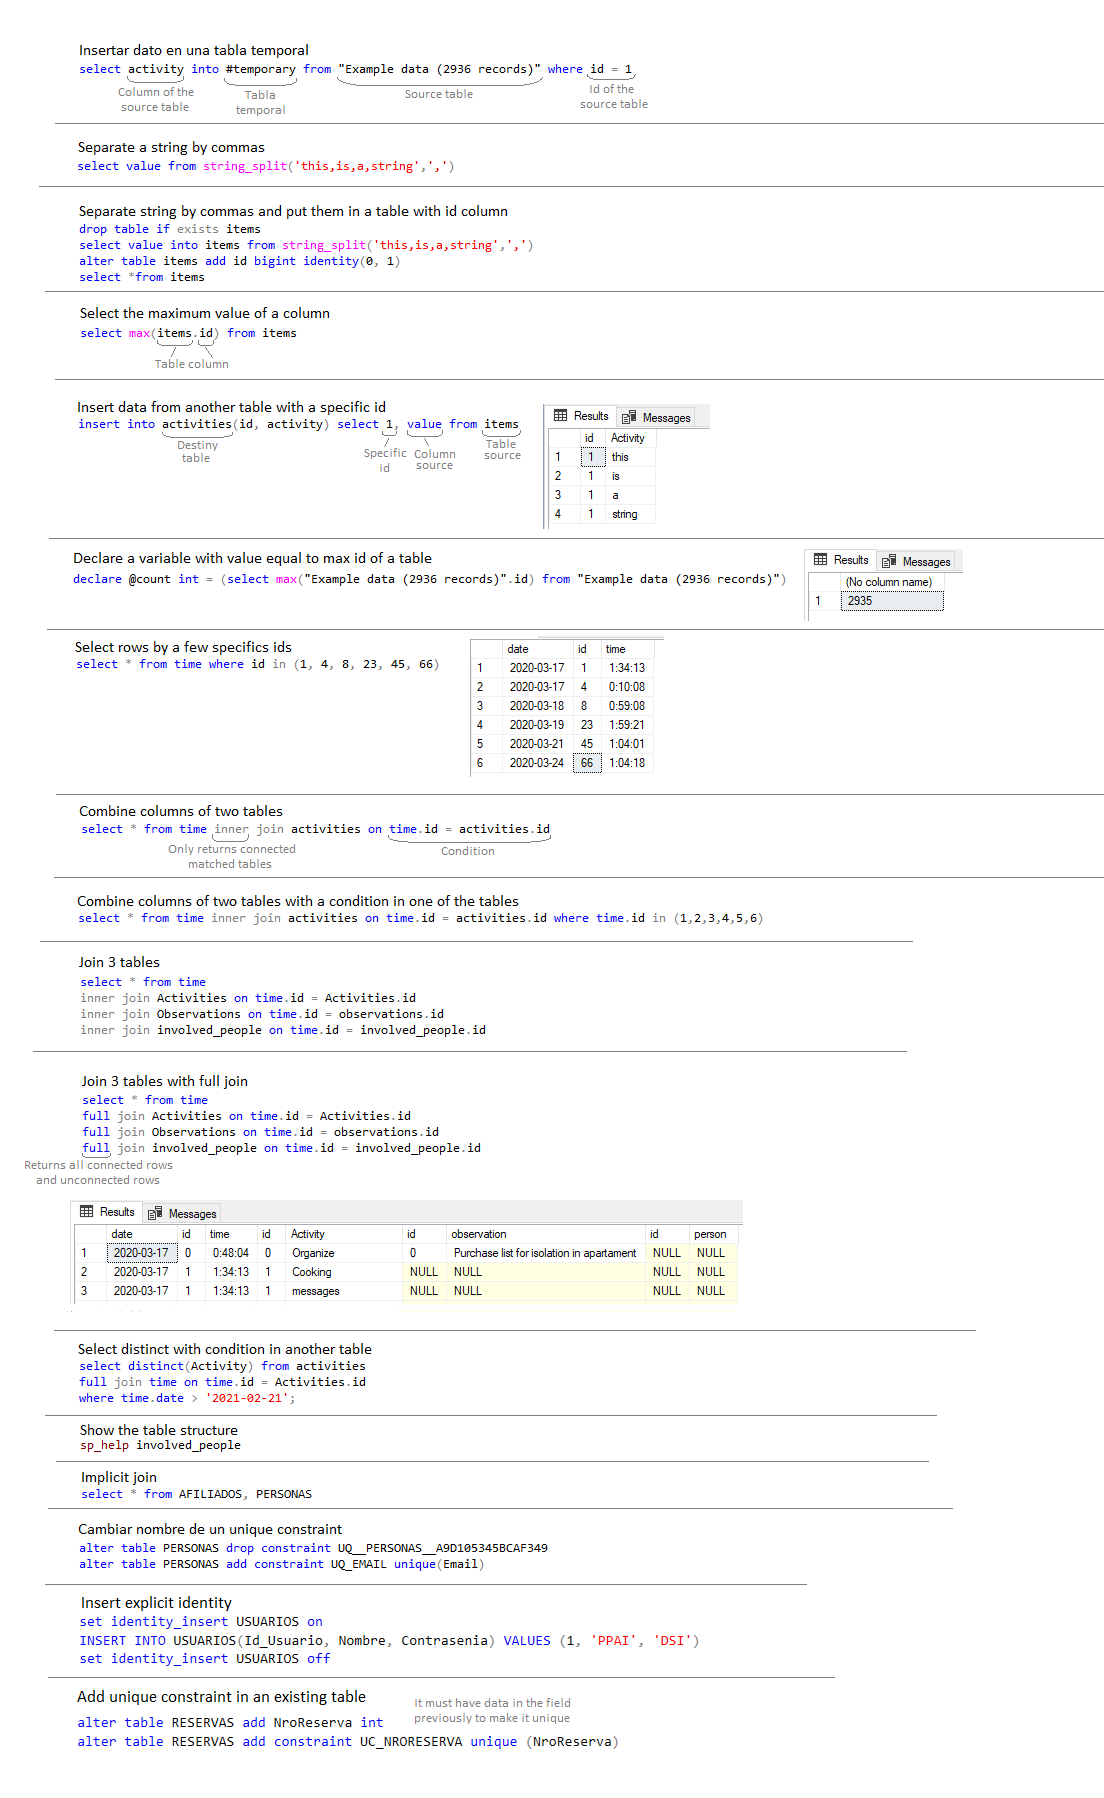 Insertar dato en una tabla temporal
select activity into #temporary from "Example data (2936 records)" where id = 1
Column of the
source table
Tabla
temporal
Source table
Id of the
source table
Separate a string by commas
select value from string_split('this,is,a,string',',')
Separate string by commas and put them in a table with id column
drop table if exists items
select value into items from string_split('this,is,a,string',',')
alter table items add id bigint identity(0, 1)
select *from items
Select the maximum value of a column
select max(items.id) from items
Table column
Insert data from another table with a specific id
insert into activities(id, activity) select 1, value from items
Destiny
table
Specific
id
Column
source
Table
source
Results Messages
id Activity
1 1 this
2 1 is
3 1 a
4 1 string
Declare a variable with value equal to max id of a table
declare @count int = (select max("Example data (2936 records)".id) from "Example data (2936 records)")
Results Messages
(No column name)
1 2935
Select rows by a few specifics ids
select * from time where id in (1, 4, 8, 23, 45, 66)
date id time
1 2020-03-17 1 1:34:13
2 2020-03-17 4 0:10:08
3 2020-03-18 8 0:59:08
4 2020-03-19 23 1:59:21
5 2020-03-21 45 1:04:01
6 2020-03-24 66 1:04:18
Combine columns of two tables
select * from time inner join activities on time.id = activities.id
Only returns connected
matched tables
Condition
Combine columns of two tables with a condition in one of the tables
select * from time inner join activities on time.id = activities.id where time.id in (1,2,3,4,5,6)
Join 3 tables
select * from time
inner join Activities on time.id = Activities.id
inner join Observations on time.id = observations.id
inner join involved_people on time.id = involved_people.id
Join 3 tables with full join
select * from time
full join Activities on time.id = Activities.id
full join Observations on time.id = observations.id
full join involved_people on time.id = involved_people.id
Returns all connected rows
and unconnected rows
Results Messages
date id time id Activity id observation id person
1 2020-03-17 0 0:48:04 0 Organize 0 Purchase list for isolation in apartament NULL NULL
2 2020-03-17 1 1:34:13 1 Cooking NULL NULL NULL NULL
3 2020-03-17 1 1:34:13 1 messages NULL NULL NULL NULL
Select distinct with condition in another table
select distinct(Activity) from activities
full join time on time.id = Activities.id
where time.date > '2021-02-21';
Show the table structure
sp_help involved_people
Implicit join
select * from AFILIADOS, PERSONAS
Cambiar nombre de un unique constraint
alter table PERSONAS drop constraint UQ__PERSONAS__A9D105345BCAF349
alter table PERSONAS add constraint UQ_EMAIL unique(Email)
Insert explicit identity
set identity_insert USUARIOS on
INSERT INTO USUARIOS(Id_Usuario, Nombre, Contrasenia) VALUES (1, 'PPAI', 'DSI')
set identity_insert USUARIOS off
Add unique constraint in an existing table
It must have data in the field
previously to make it unique
alter table RESERVAS add NroReserva int
alter table RESERVAS add constraint UC_NRORESERVA unique (NroReserva)